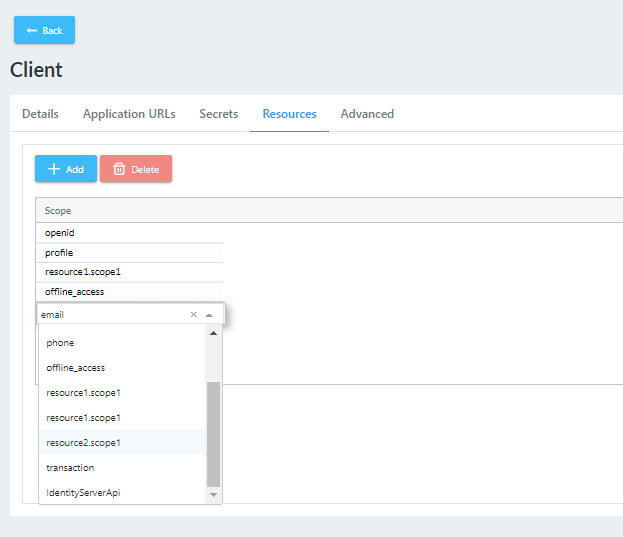 Back
Client
Details Application URLs Secrets Resources Advanced
Add Delete
Scope
openid
profile
resource1.scope1
offline_access
email
phone
offline_access
resource1.scope1
resource1.scope1
resource2.scope1
transaction
IdentityServerApi